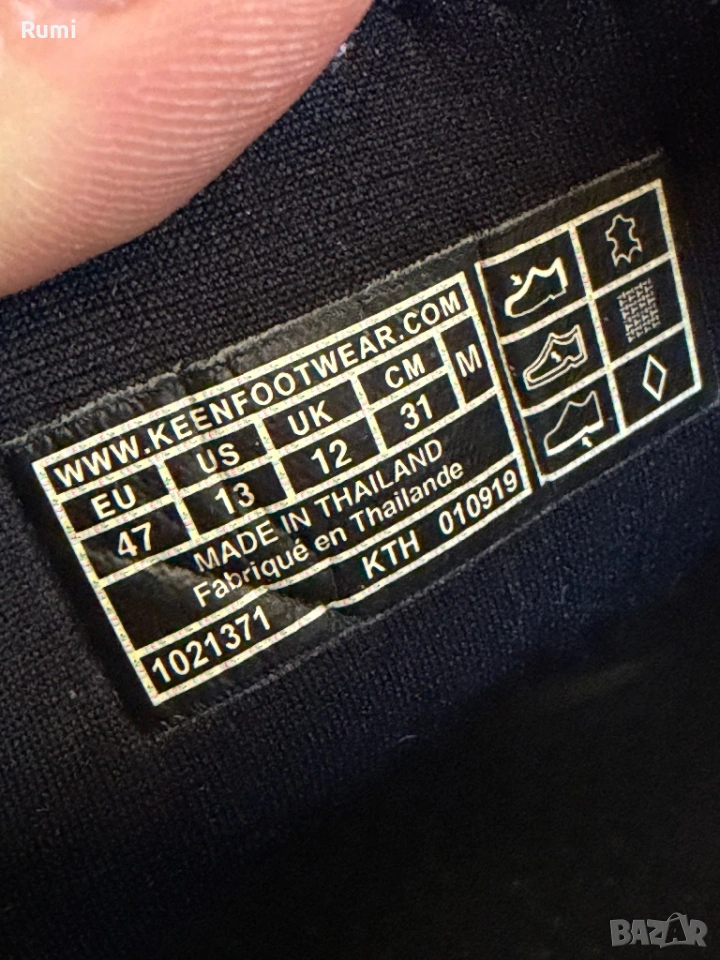 Rumi
WWW.KEENFOOTWEAR.COM
EU US UK CM M
47 13 12 31
MADE IN THAILAND
Fabriqué en Thaïlande
1021371 KTH 010919
BAZAR